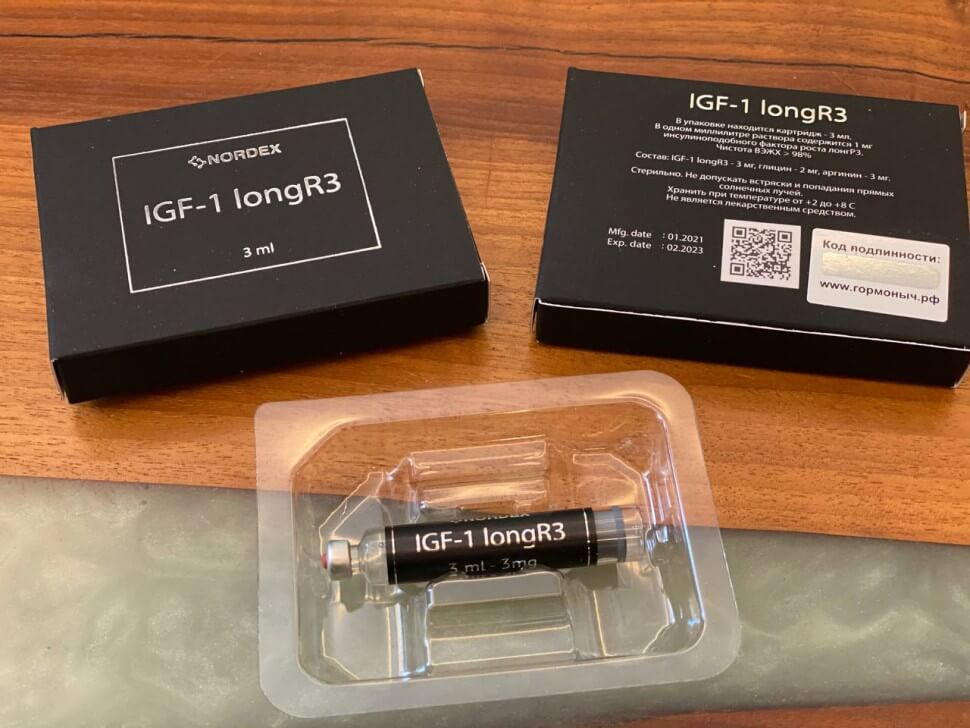 NORDEX
IGF-1 longR3
3 ml
IGF-1 longR3
В упаковке находится картридж - 3 мл.
В одном миллилитре раствора содержится 1 мг
инсулиноподобного фактора роста лонгР3.
Чистота ВЭЖХ > 98%
Состав: IGF-1 longR3 - 3 мг, глицин - 2 мг, аргинин - 3 мг.
Стерильно. Не допускать встряски и попадания прямых
солнечных лучей.
Хранить при температуре от +2 до +8 С
Не является лекарственным средством.
Mfg. date : 01.2021
Exp. date : 02.2023
Код подлинности:
www.гормоныч.рф
NORDEX
IGF-1 longR3
3 ml - 3mg